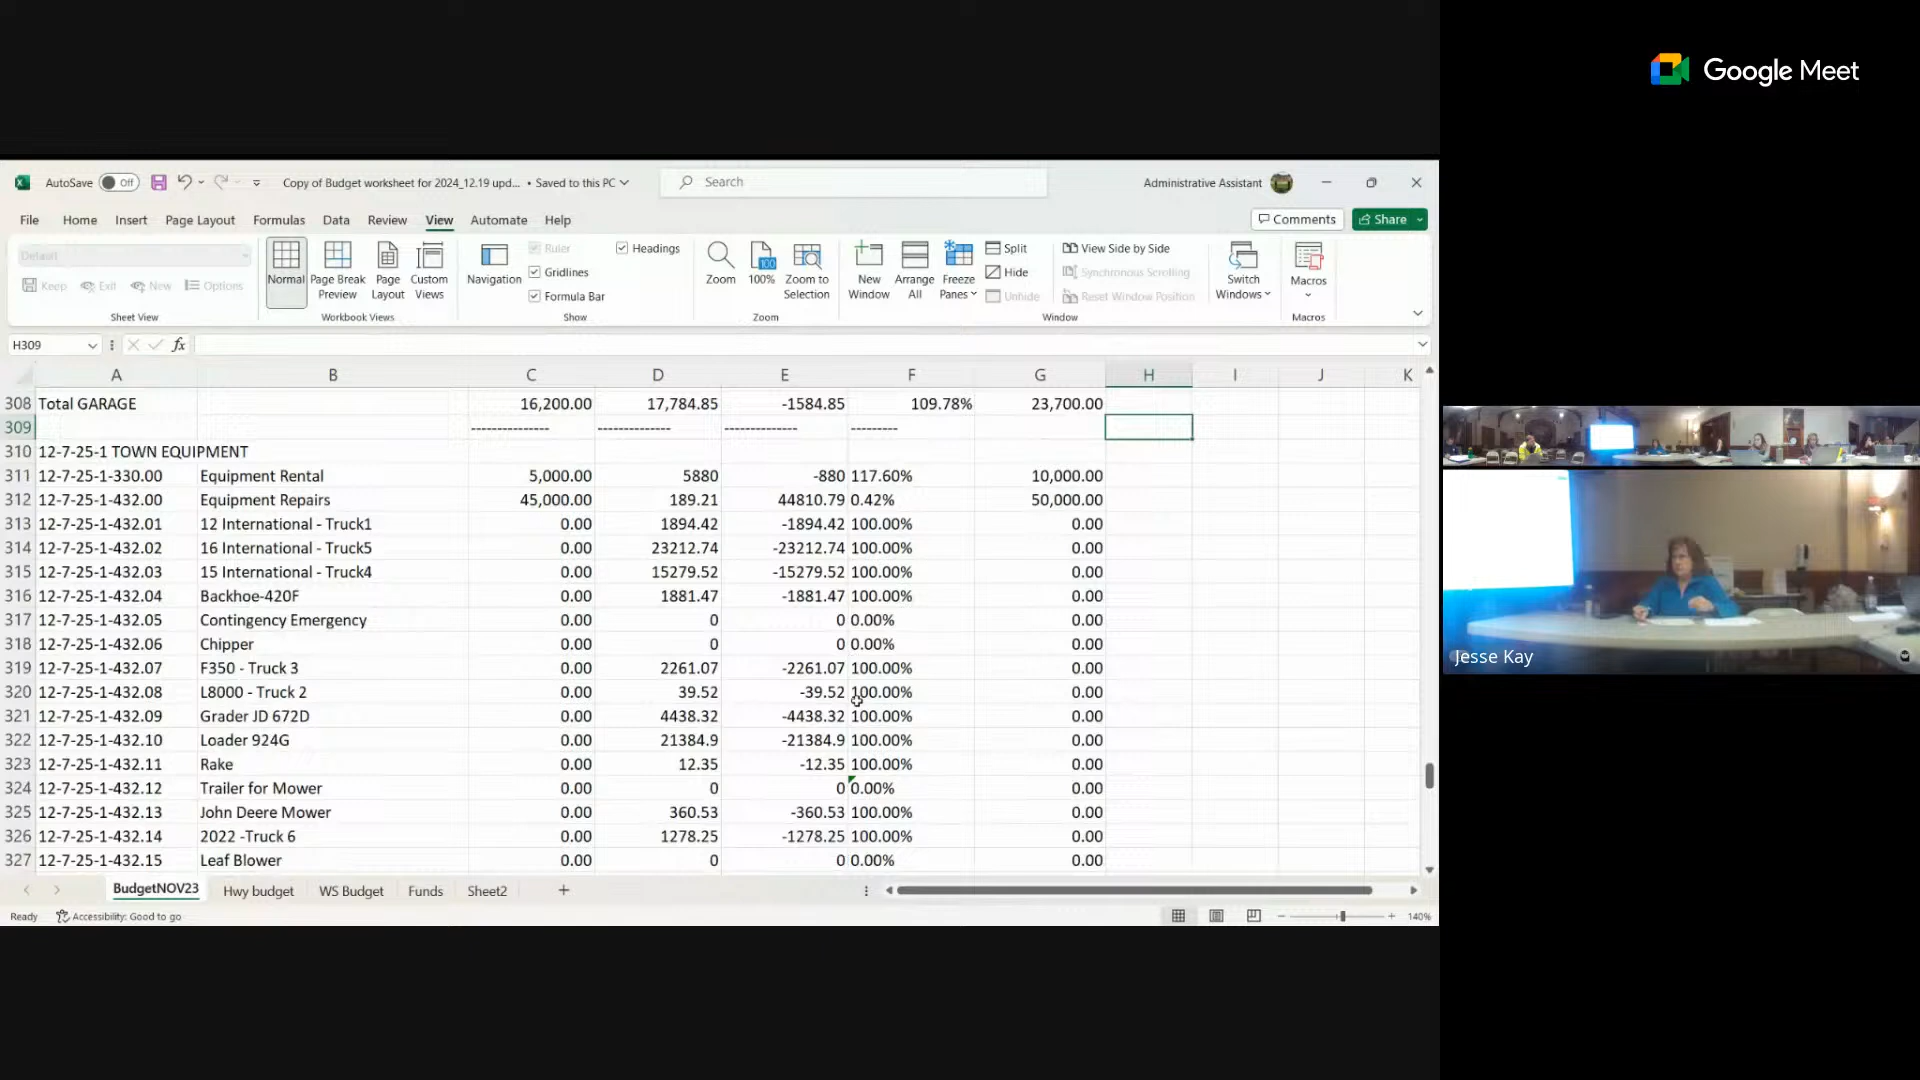 Google Meet
AutoSave Off Copy of Budget worksheet for 2024_12.19 upd... • Saved to this PC Search Administrative Assistant
File Home Insert Page Layout Formulas Data Review View Automate Help Comments Share
Default
Keep Exit New Options
Sheet View
Normal Page Break Preview Page Layout Custom Views
Workbook Views
Navigation Ruler Gridlines Formula Bar Headings
Show
Zoom 100% Zoom to Selection
Zoom
New Window Arrange All Freeze Panes Split Hide Unhide View Side by Side Synchronous Scrolling Reset Window Position Switch Windows
Window
Macros
Macros
H309 fx
A B C D E F G H I J K
308 Total GARAGE 16,200.00 17,784.85 -1584.85 109.78% 23,700.00
309 --------------- -------------- -------------- ---------
310 12-7-25-1 TOWN EQUIPMENT
311 12-7-25-1-330.00 Equipment Rental 5,000.00 5880 -880 117.60% 10,000.00
312 12-7-25-1-432.00 Equipment Repairs 45,000.00 189.21 44810.79 0.42% 50,000.00
313 12-7-25-1-432.01 12 International - Truck1 0.00 1894.42 -1894.42 100.00% 0.00
314 12-7-25-1-432.02 16 International - Truck5 0.00 23212.74 -23212.74 100.00% 0.00
315 12-7-25-1-432.03 15 International - Truck4 0.00 15279.52 -15279.52 100.00% 0.00
316 12-7-25-1-432.04 Backhoe-420F 0.00 1881.47 -1881.47 100.00% 0.00
317 12-7-25-1-432.05 Contingency Emergency 0.00 0 0 0.00% 0.00
318 12-7-25-1-432.06 Chipper 0.00 0 0 0.00% 0.00
319 12-7-25-1-432.07 F350 - Truck 3 0.00 2261.07 -2261.07 100.00% 0.00
320 12-7-25-1-432.08 L8000 - Truck 2 0.00 39.52 -39.52 100.00% 0.00
321 12-7-25-1-432.09 Grader JD 672D 0.00 4438.32 -4438.32 100.00% 0.00
322 12-7-25-1-432.10 Loader 924G 0.00 21384.9 -21384.9 100.00% 0.00
323 12-7-25-1-432.11 Rake 0.00 12.35 -12.35 100.00% 0.00
324 12-7-25-1-432.12 Trailer for Mower 0.00 0 0 0.00% 0.00
325 12-7-25-1-432.13 John Deere Mower 0.00 360.53 -360.53 100.00% 0.00
326 12-7-25-1-432.14 2022 -Truck 6 0.00 1278.25 -1278.25 100.00% 0.00
327 12-7-25-1-432.15 Leaf Blower 0.00 0 0 0.00% 0.00
BudgetNOV23 Hwy budget WS Budget Funds Sheet2
Ready Accessibility: Good to go 140%
Jesse Kay